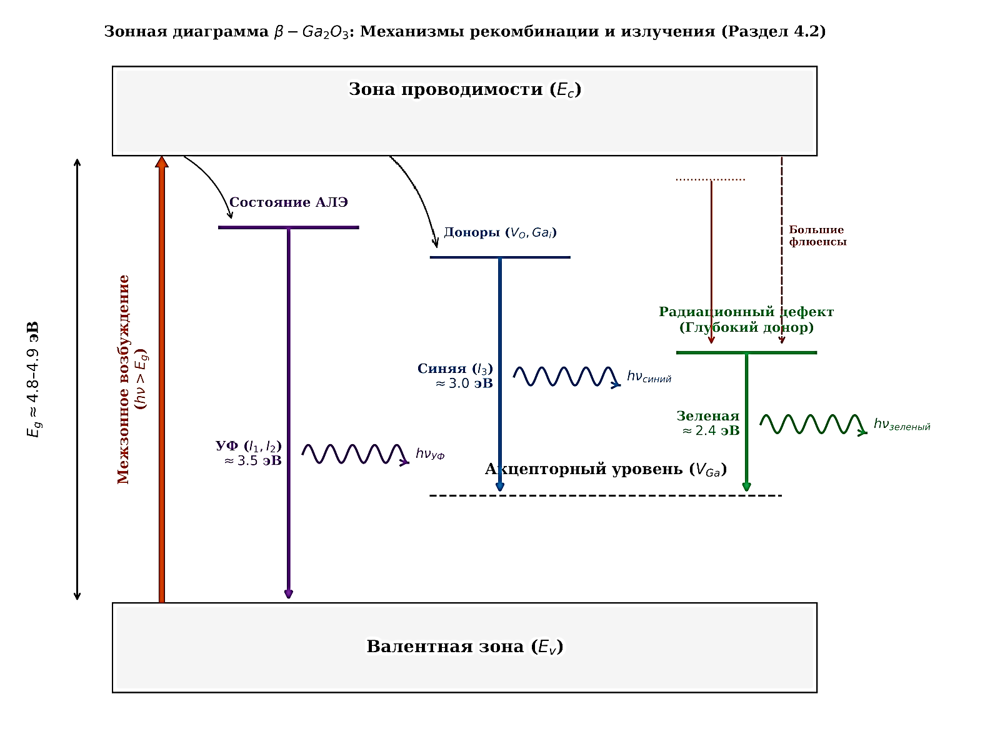 Зонная диаграмма β − Ga₂O₃: Механизмы рекомбинации и излучения (Раздел 4.2)
Зона проводимости (E_c)
Состояние АЛЭ
Доноры (V_O, Ga_i)
Большие
флюенсы
Радиационный дефект
(Глубокий донор)
E_g ≈ 4.8–4.9 эВ
Межзонное возбуждение
(hν > E_g)
Синяя (I₃)
≈ 3.0 эВ
hν_синий
Зеленая
≈ 2.4 эВ
hν_зеленый
УФ (I₁, I₂)
≈ 3.5 эВ
hν_УФ
Акцепторный уровень (V_Ga)
Валентная зона (E_v)